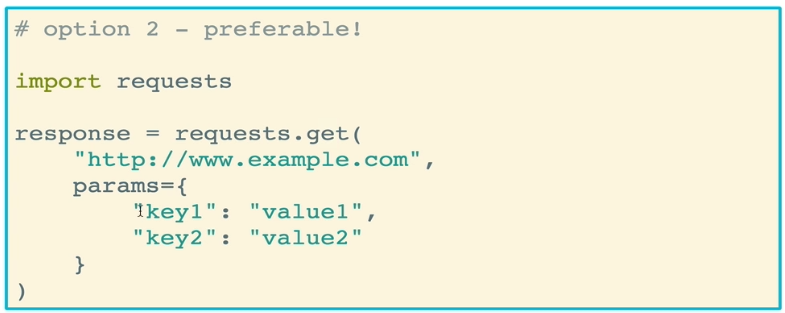 # option 2 - preferable!
import requests
response = requests.get(
"http://www.example.com",
params={
"key1": "value1",
"key2": "value2"
}
)